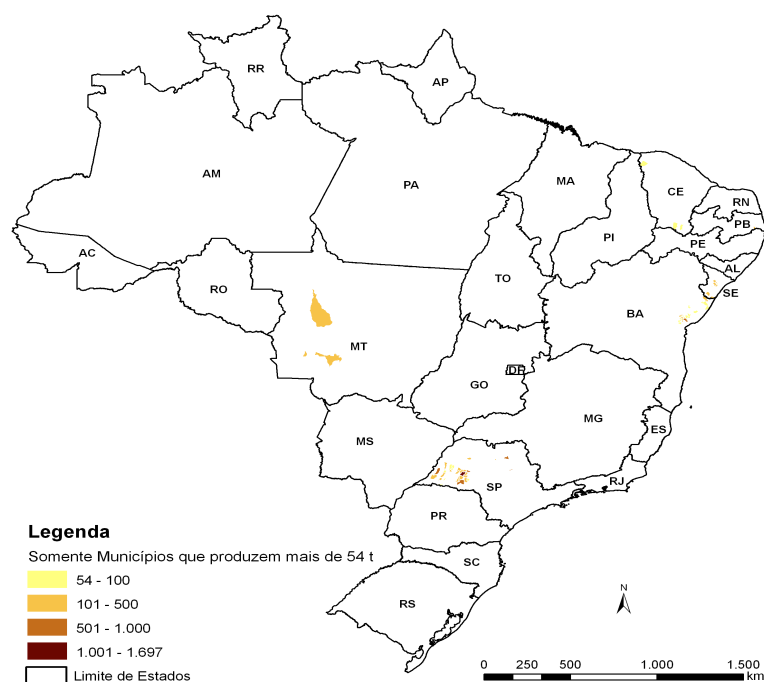 RR
AP
AM
PA
MA
CE
RN
PB
PI
PE
AC
AL
TO
SE
RO
BA
MT
DF
GO
MG
MS
ES
RJ
SP
PR
SC
RS
Legenda
Somente Municípios que produzem mais de 54 t
54 - 100
101 - 500
501 - 1.000
1.001 - 1.697
Limite de Estados
N
0 250 500 1.000 1.500
km